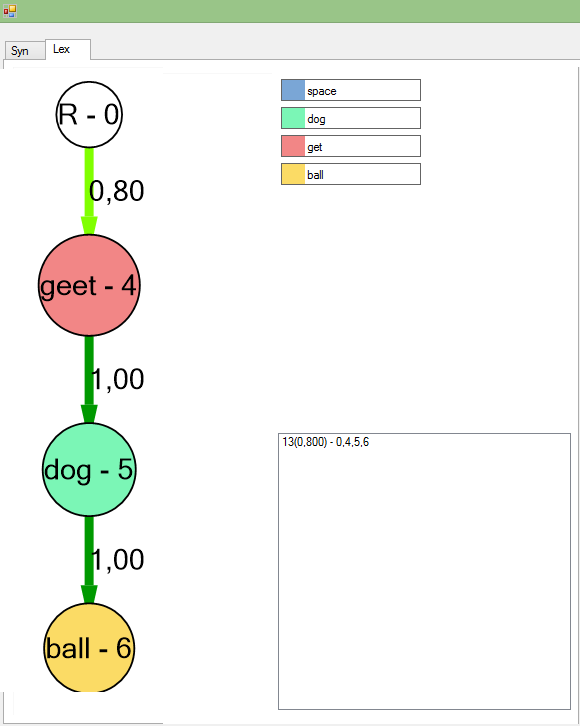 Syn
Lex
R - 0
0,80
geet - 4
1,00
dog - 5
1,00
ball - 6
space
dog
get
ball
13(0,800) - 0,4,5,6